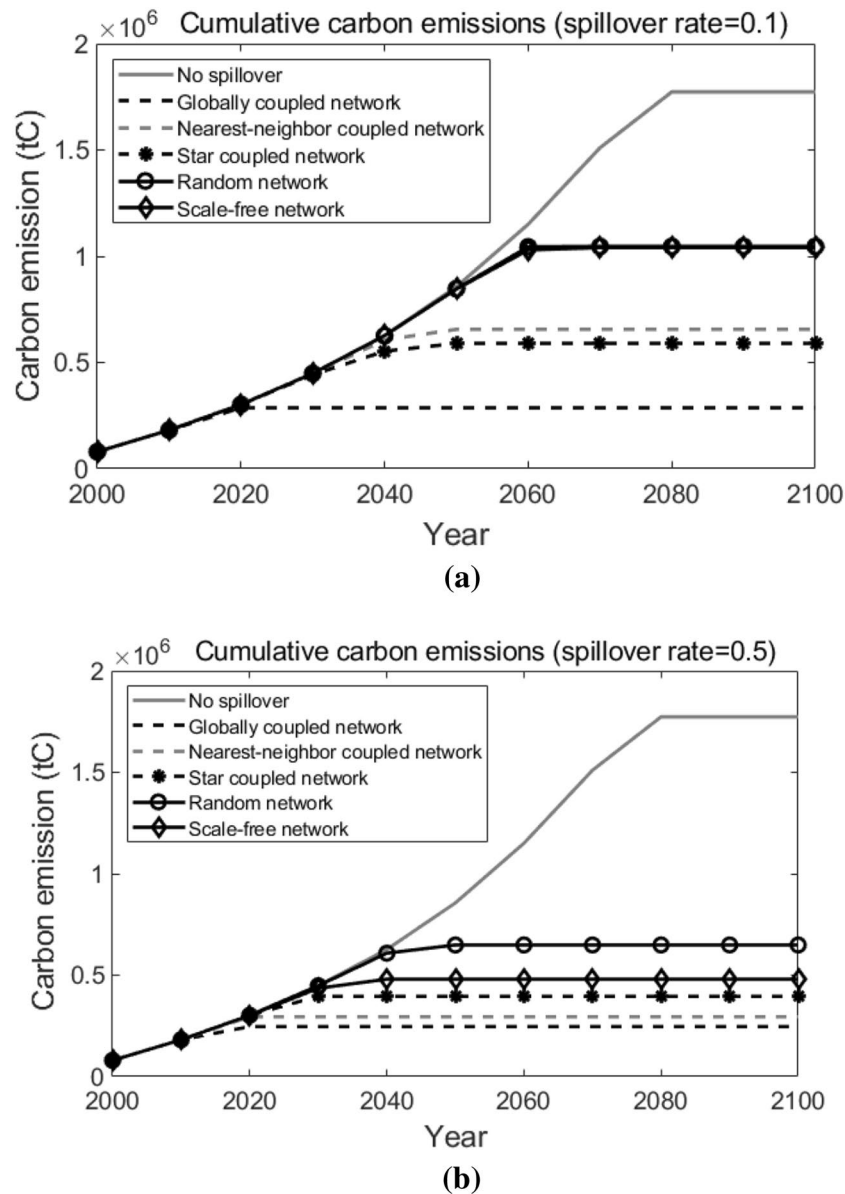 × 10⁶ Cumulative carbon emissions (spillover rate=0.1)
2
No spillover
Globally coupled network
Nearest-neighbor coupled network
Star coupled network
Random network
Scale-free network
1.5
1
0.5
0
Carbon emission (tC)
2000 2020 2040 2060 2080 2100
Year
(a)
× 10⁶ Cumulative carbon emissions (spillover rate=0.5)
2
No spillover
Globally coupled network
Nearest-neighbor coupled network
Star coupled network
Random network
Scale-free network
1.5
1
0.5
0
Carbon emission (tC)
2000 2020 2040 2060 2080 2100
Year
(b)